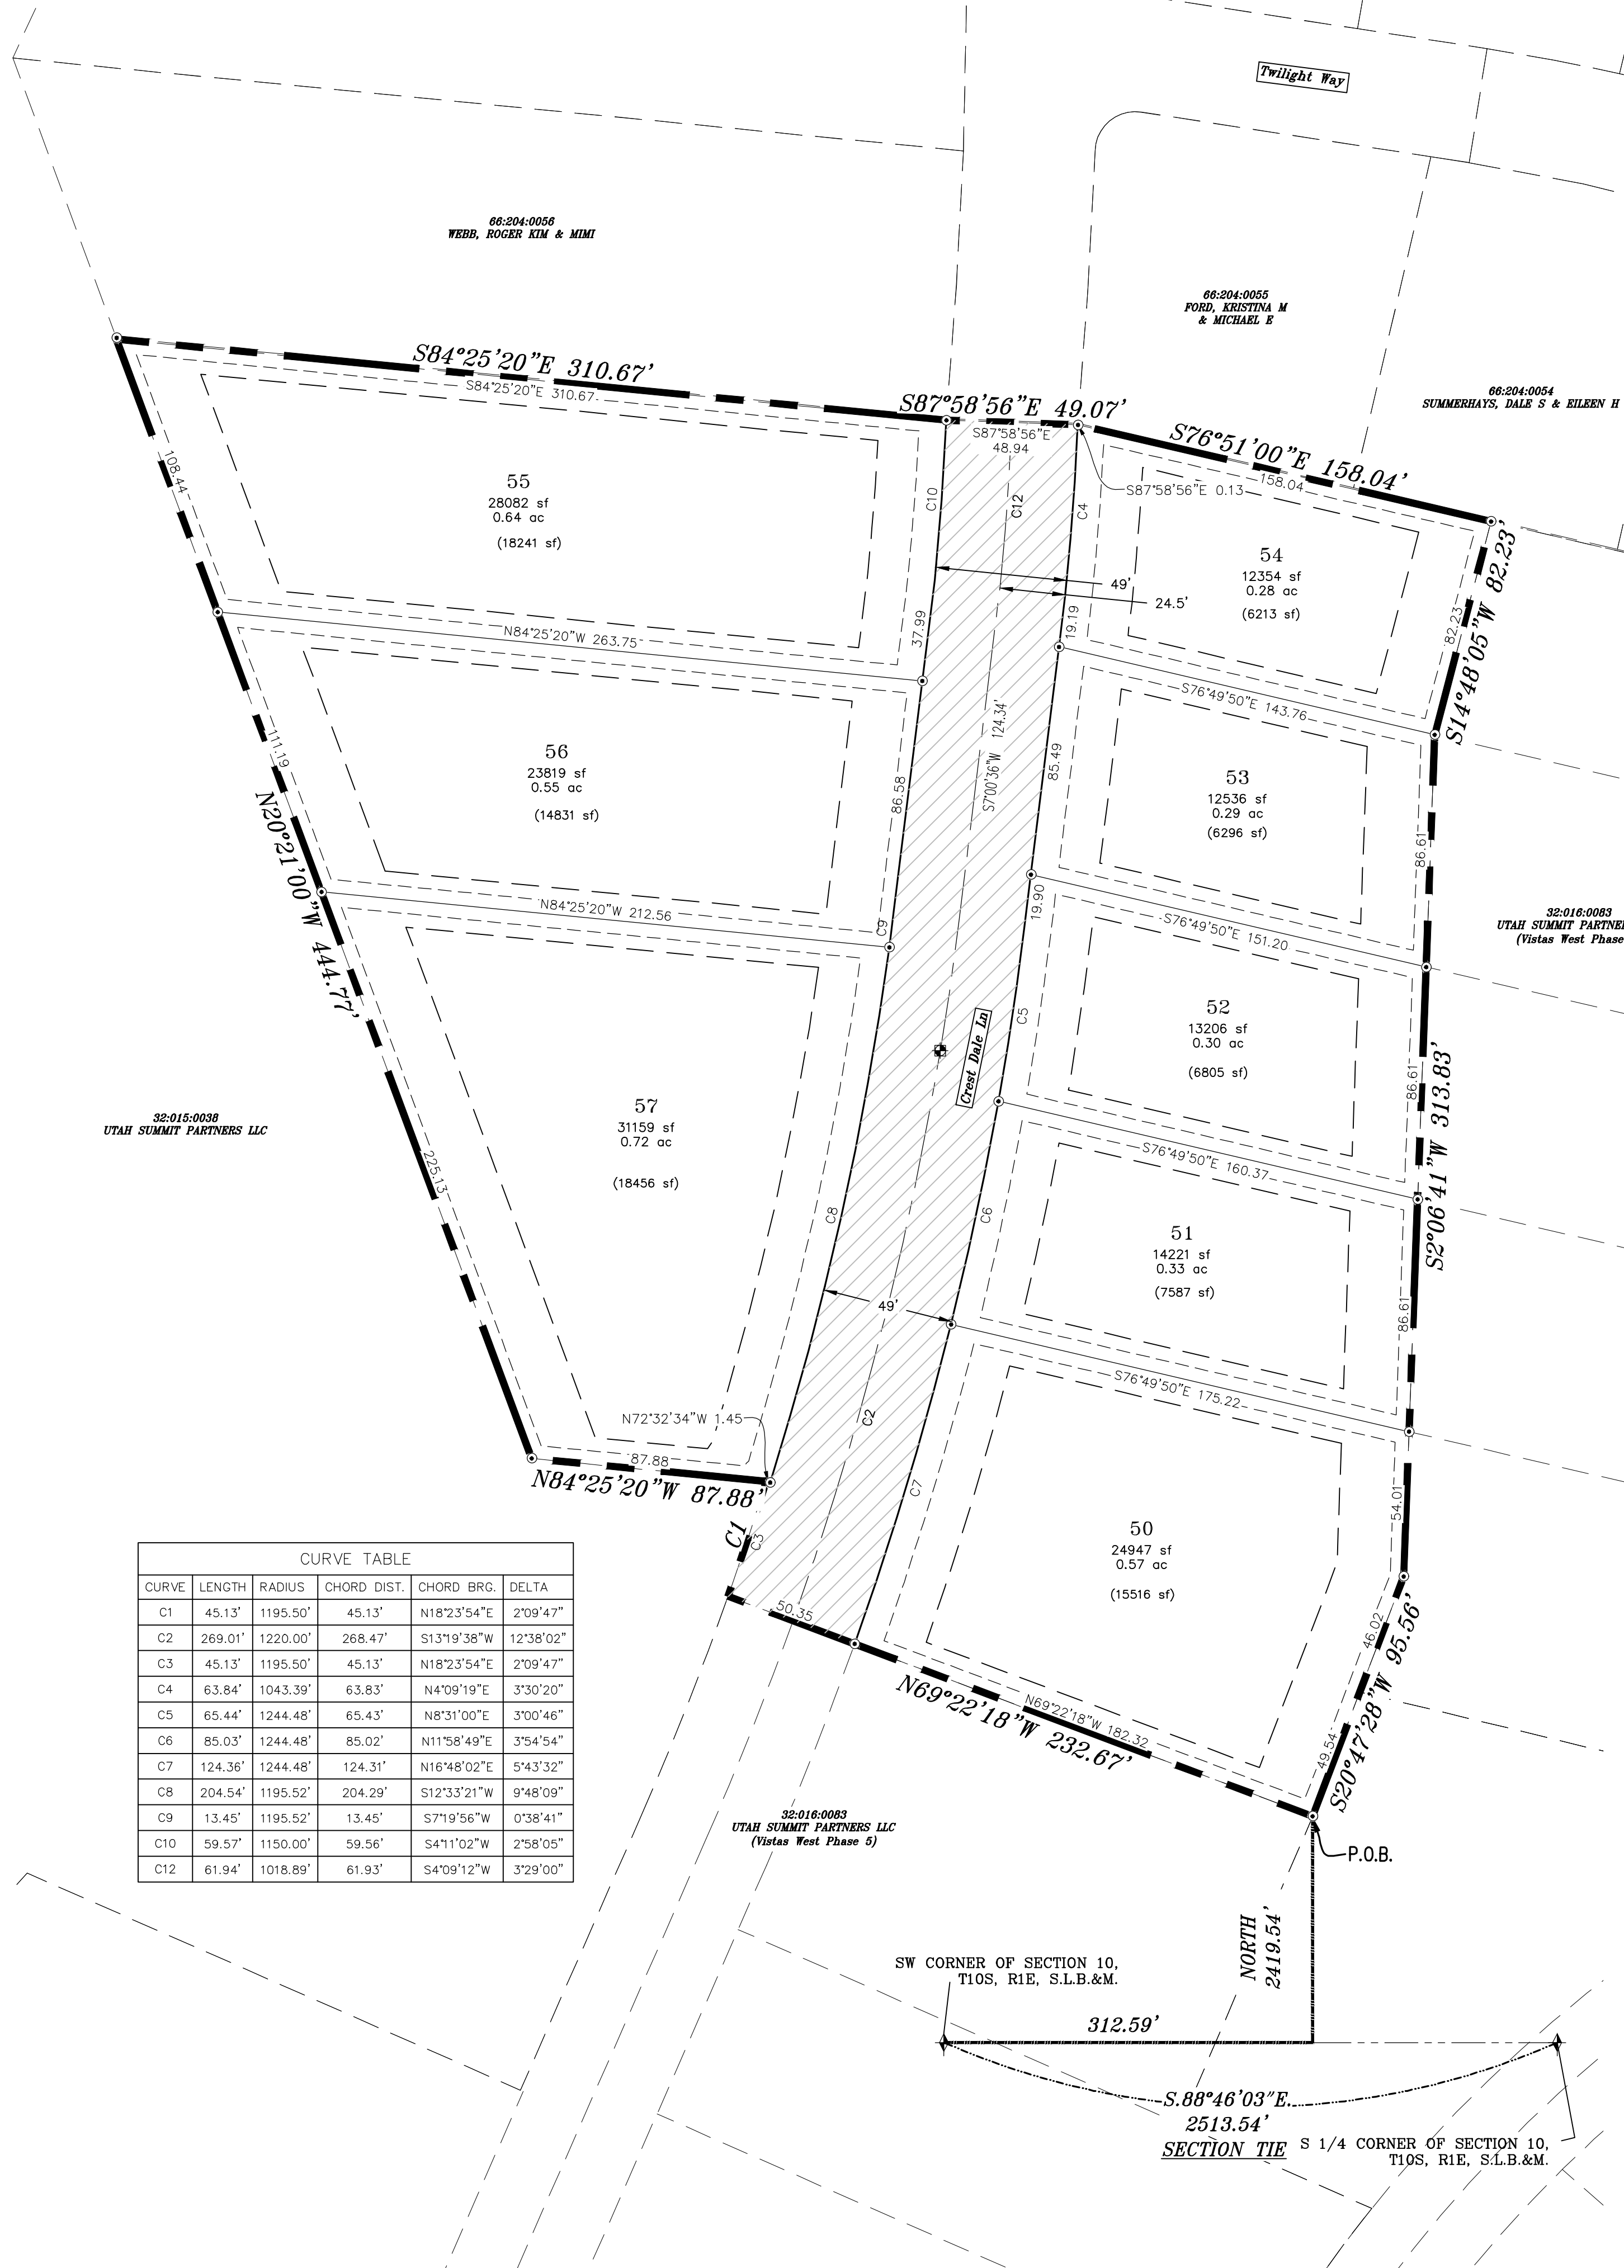 Twilight Way
66:204:0056
WEBB, ROGER KIM & MIMI
66:204:0055
FORD, KRISTINA M
& MICHAEL E
66:204:0054
SUMMERHAYS, DALE S & EILEEN H
S84°25'20"E 310.67'
S84°25'20"E 310.67
S87°58'56"E 49.07'
S87°58'56"E
48.94
S76°51'00"E 158.04'
158.04
S87°58'56"E 0.13
108.44
55
28082 sf
0.64 ac
(18241 sf)
C10
C12
C4
49'
24.5'
54
12354 sf
0.28 ac
(6213 sf)
82.23
S14°48'05"W 82.23'
37.99
19.19
N84°25'20"W 263.75
S76°49'50"E 143.76
111.19
N20°21'00"W 444.77'
56
23819 sf
0.55 ac
(14831 sf)
86.58
S7°00'36"W 124.34'
85.49
53
12536 sf
0.29 ac
(6296 sf)
86.61
N84°25'20"W 212.56
C9
19.90
S76°49'50"E 151.20
32:016:0083
UTAH SUMMIT
(Vistas West Phase
52
13206 sf
0.30 ac
(6805 sf)
C5
Crest Dale Ln
86.61
S2°06'41"W 313.83'
32:015:0038
UTAH SUMMIT PARTNERS LLC
57
31159 sf
0.72 ac
(18456 sf)
225.13
C8
C6
S76°49'50"E 160.37
51
14221 sf
0.33 ac
(7587 sf)
86.61
49'
S76°49'50"E 175.22
C2
N72°32'34"W 1.45
87.88
N84°25'20"W 87.88'
C7
54.01
C1
C3
50
24947 sf
0.57 ac
(15516 sf)
50.35
46.02
S20°47'28"W 95.56'
49.54
N69°22'18"W 182.32
N69°22'18"W 232.67'
CURVE TABLE
CURVE LENGTH RADIUS CHORD DIST. CHORD BRG. DELTA
C1 45.13' 1195.50' 45.13' N18°23'54"E 2°09'47"
C2 269.01' 1220.00' 268.47' S13°19'38"W 12°38'02"
C3 45.13' 1195.50' 45.13' N18°23'54"E 2°09'47"
C4 63.84' 1043.39' 63.83' N4°09'19"E 3°30'20"
C5 65.44' 1244.48' 65.43' N8°31'00"E 3°00'46"
C6 85.03' 1244.48' 85.02' N11°58'49"E 3°54'54"
C7 124.36' 1244.48' 124.31' N16°48'02"E 5°43'32"
C8 204.54' 1195.52' 204.29' S12°33'21"W 9°48'09"
C9 13.45' 1195.52' 13.45' S7°19'56"W 0°38'41"
C10 59.57' 1150.00' 59.56' S4°11'02"W 2°58'05"
C12 61.94' 1018.89' 61.93' S4°09'12"W 3°29'00"
32:016:0083
UTAH SUMMIT PARTNERS LLC
(Vistas West Phase 5)
P.O.B.
NORTH
2419.54'
SW CORNER OF SECTION 10,
T10S, R1E, S.L.B.&M.
312.59'
S.88°46'03"E.
2513.54'
SECTION TIE
S 1/4 CORNER OF SECTION 10,
T10S, R1E, S.L.B.&M.